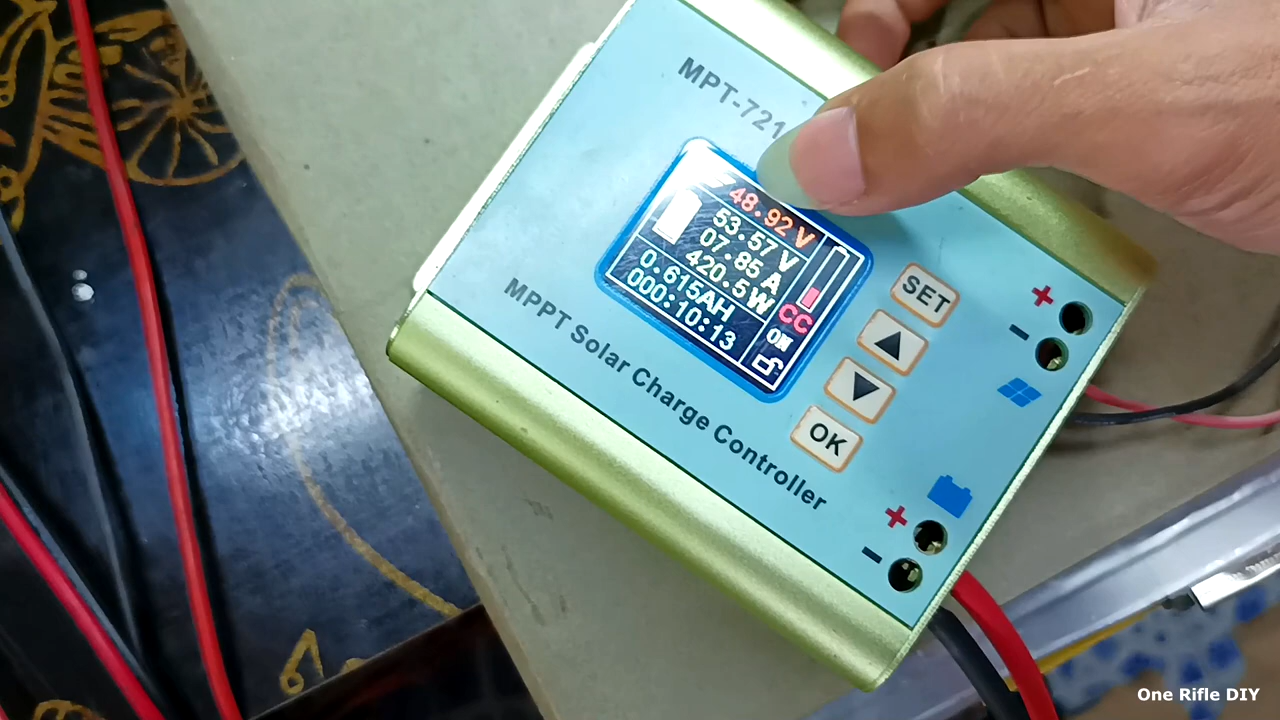 MPT-721
48.92 V
53.57 V
07.85 A
420.5W
0.615AH
000:10:13
CC
ON
MPPT Solar Charge Controller
SET
OK
+
-
+
-
One Rifle DIY